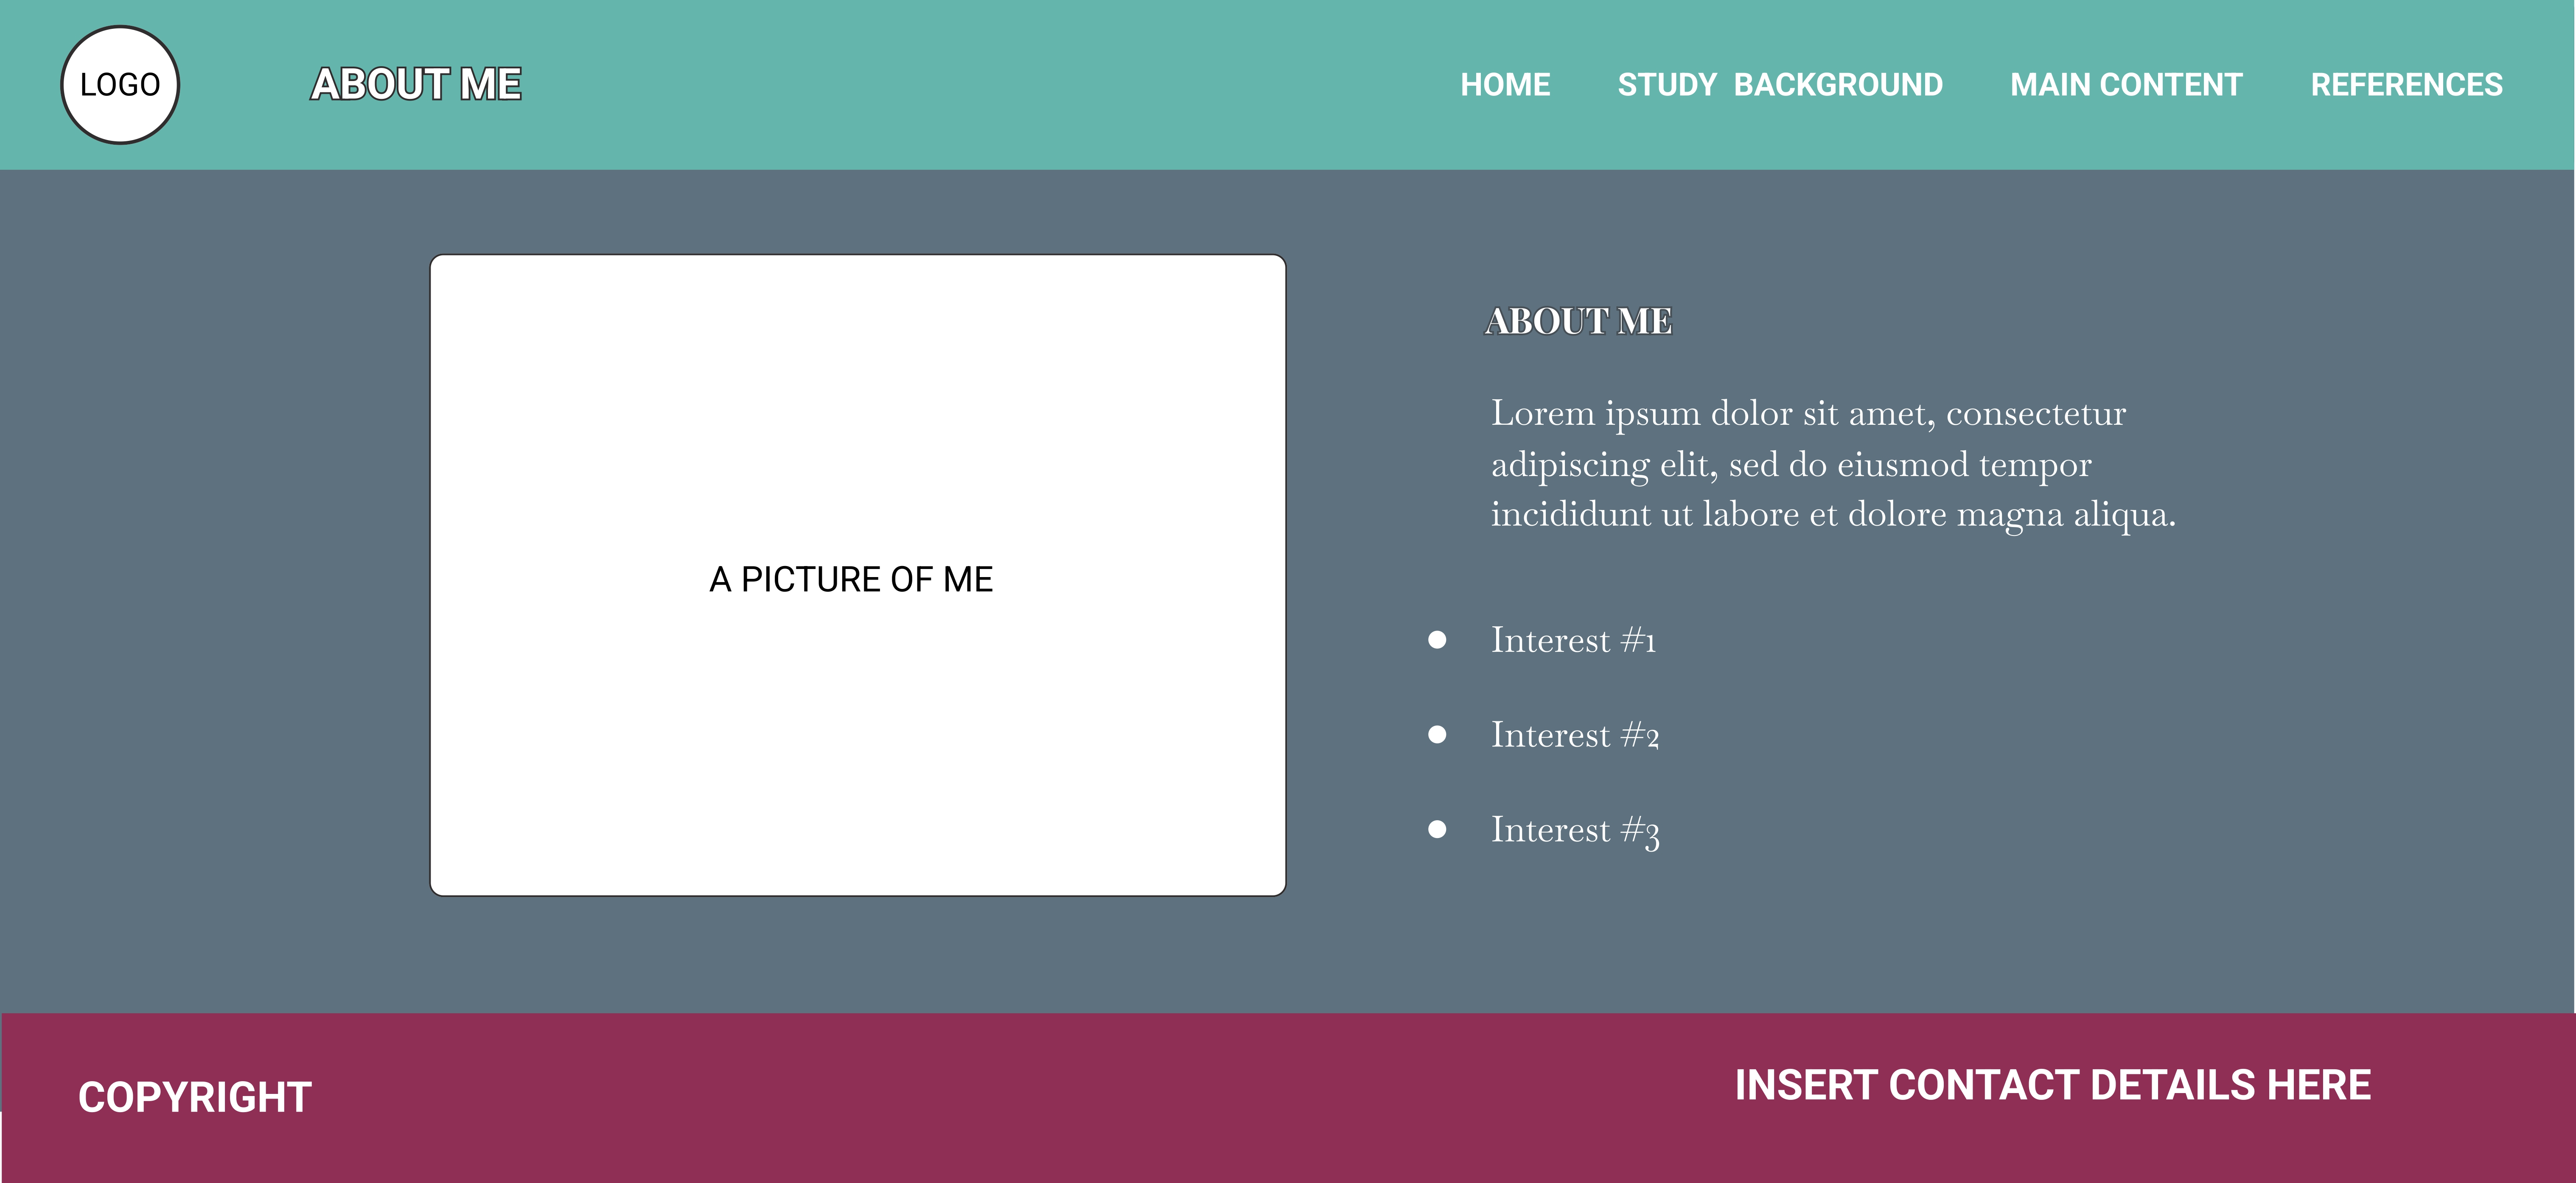 LOGO
ABOUT ME
HOME
STUDY  BACKGROUND
MAIN CONTENT
REFERENCES
A PICTURE OF ME
ABOUT ME
Lorem ipsum dolor sit amet, consectetur
adipiscing elit, sed do eiusmod tempor
incididunt ut labore et dolore magna aliqua.
● Interest #1
● Interest #2
● Interest #3
COPYRIGHT
INSERT CONTACT DETAILS HERE